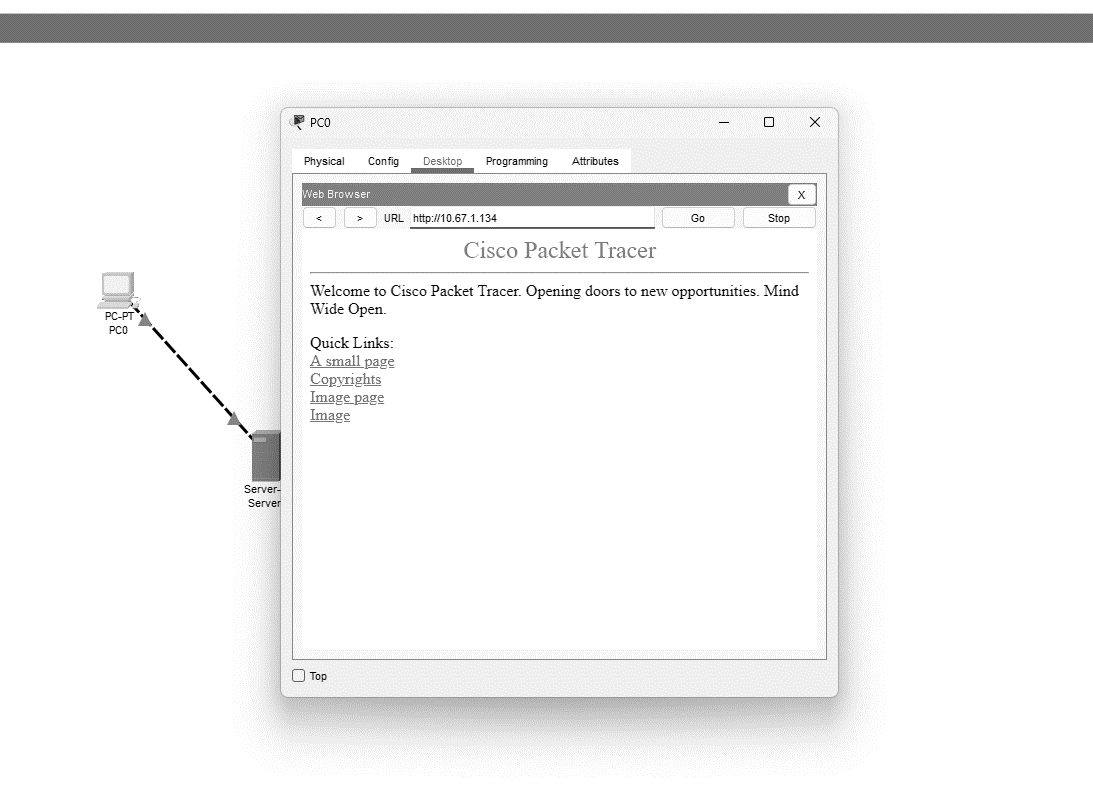 PC0
Physical Config Desktop Programming Attributes
Web Browser X
< > URL http://10.67.1.134 Go Stop
Cisco Packet Tracer
Welcome to Cisco Packet Tracer. Opening doors to new opportunities. Mind
Wide Open.
Quick Links:
A small page
Copyrights
Image page
Image
Top
PC-PT
PC0
Server-
Server